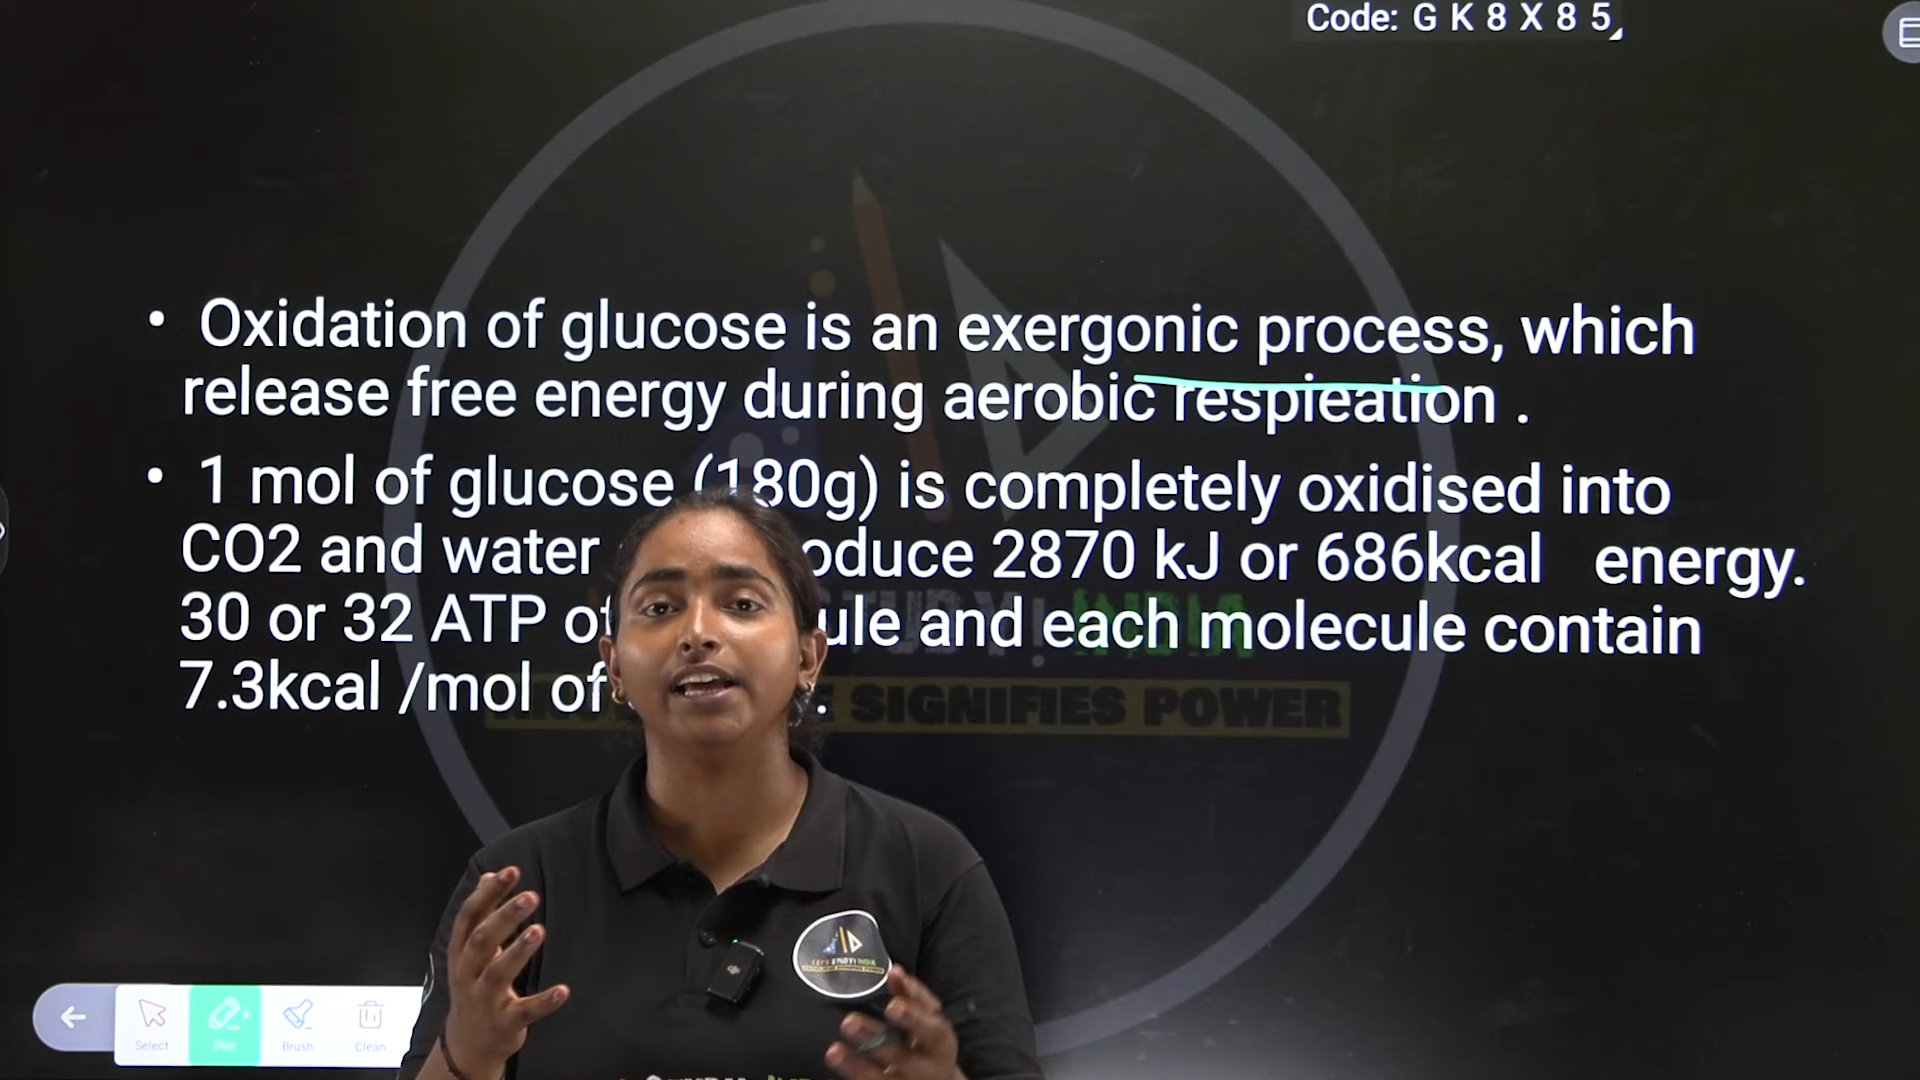 Code: G K 8 X 8 5
• Oxidation of glucose is an exergonic process, which
release free energy during aerobic respieation .
• 1 mol of glucose (180g) is completely oxidised into
CO2 and water 2870 kJ or 686kcal energy.
30 or 32 ATP and each molecule contain
7.3kcal /mol of
SIGNIFIES POWER
Select
Pen
Brush
Clean